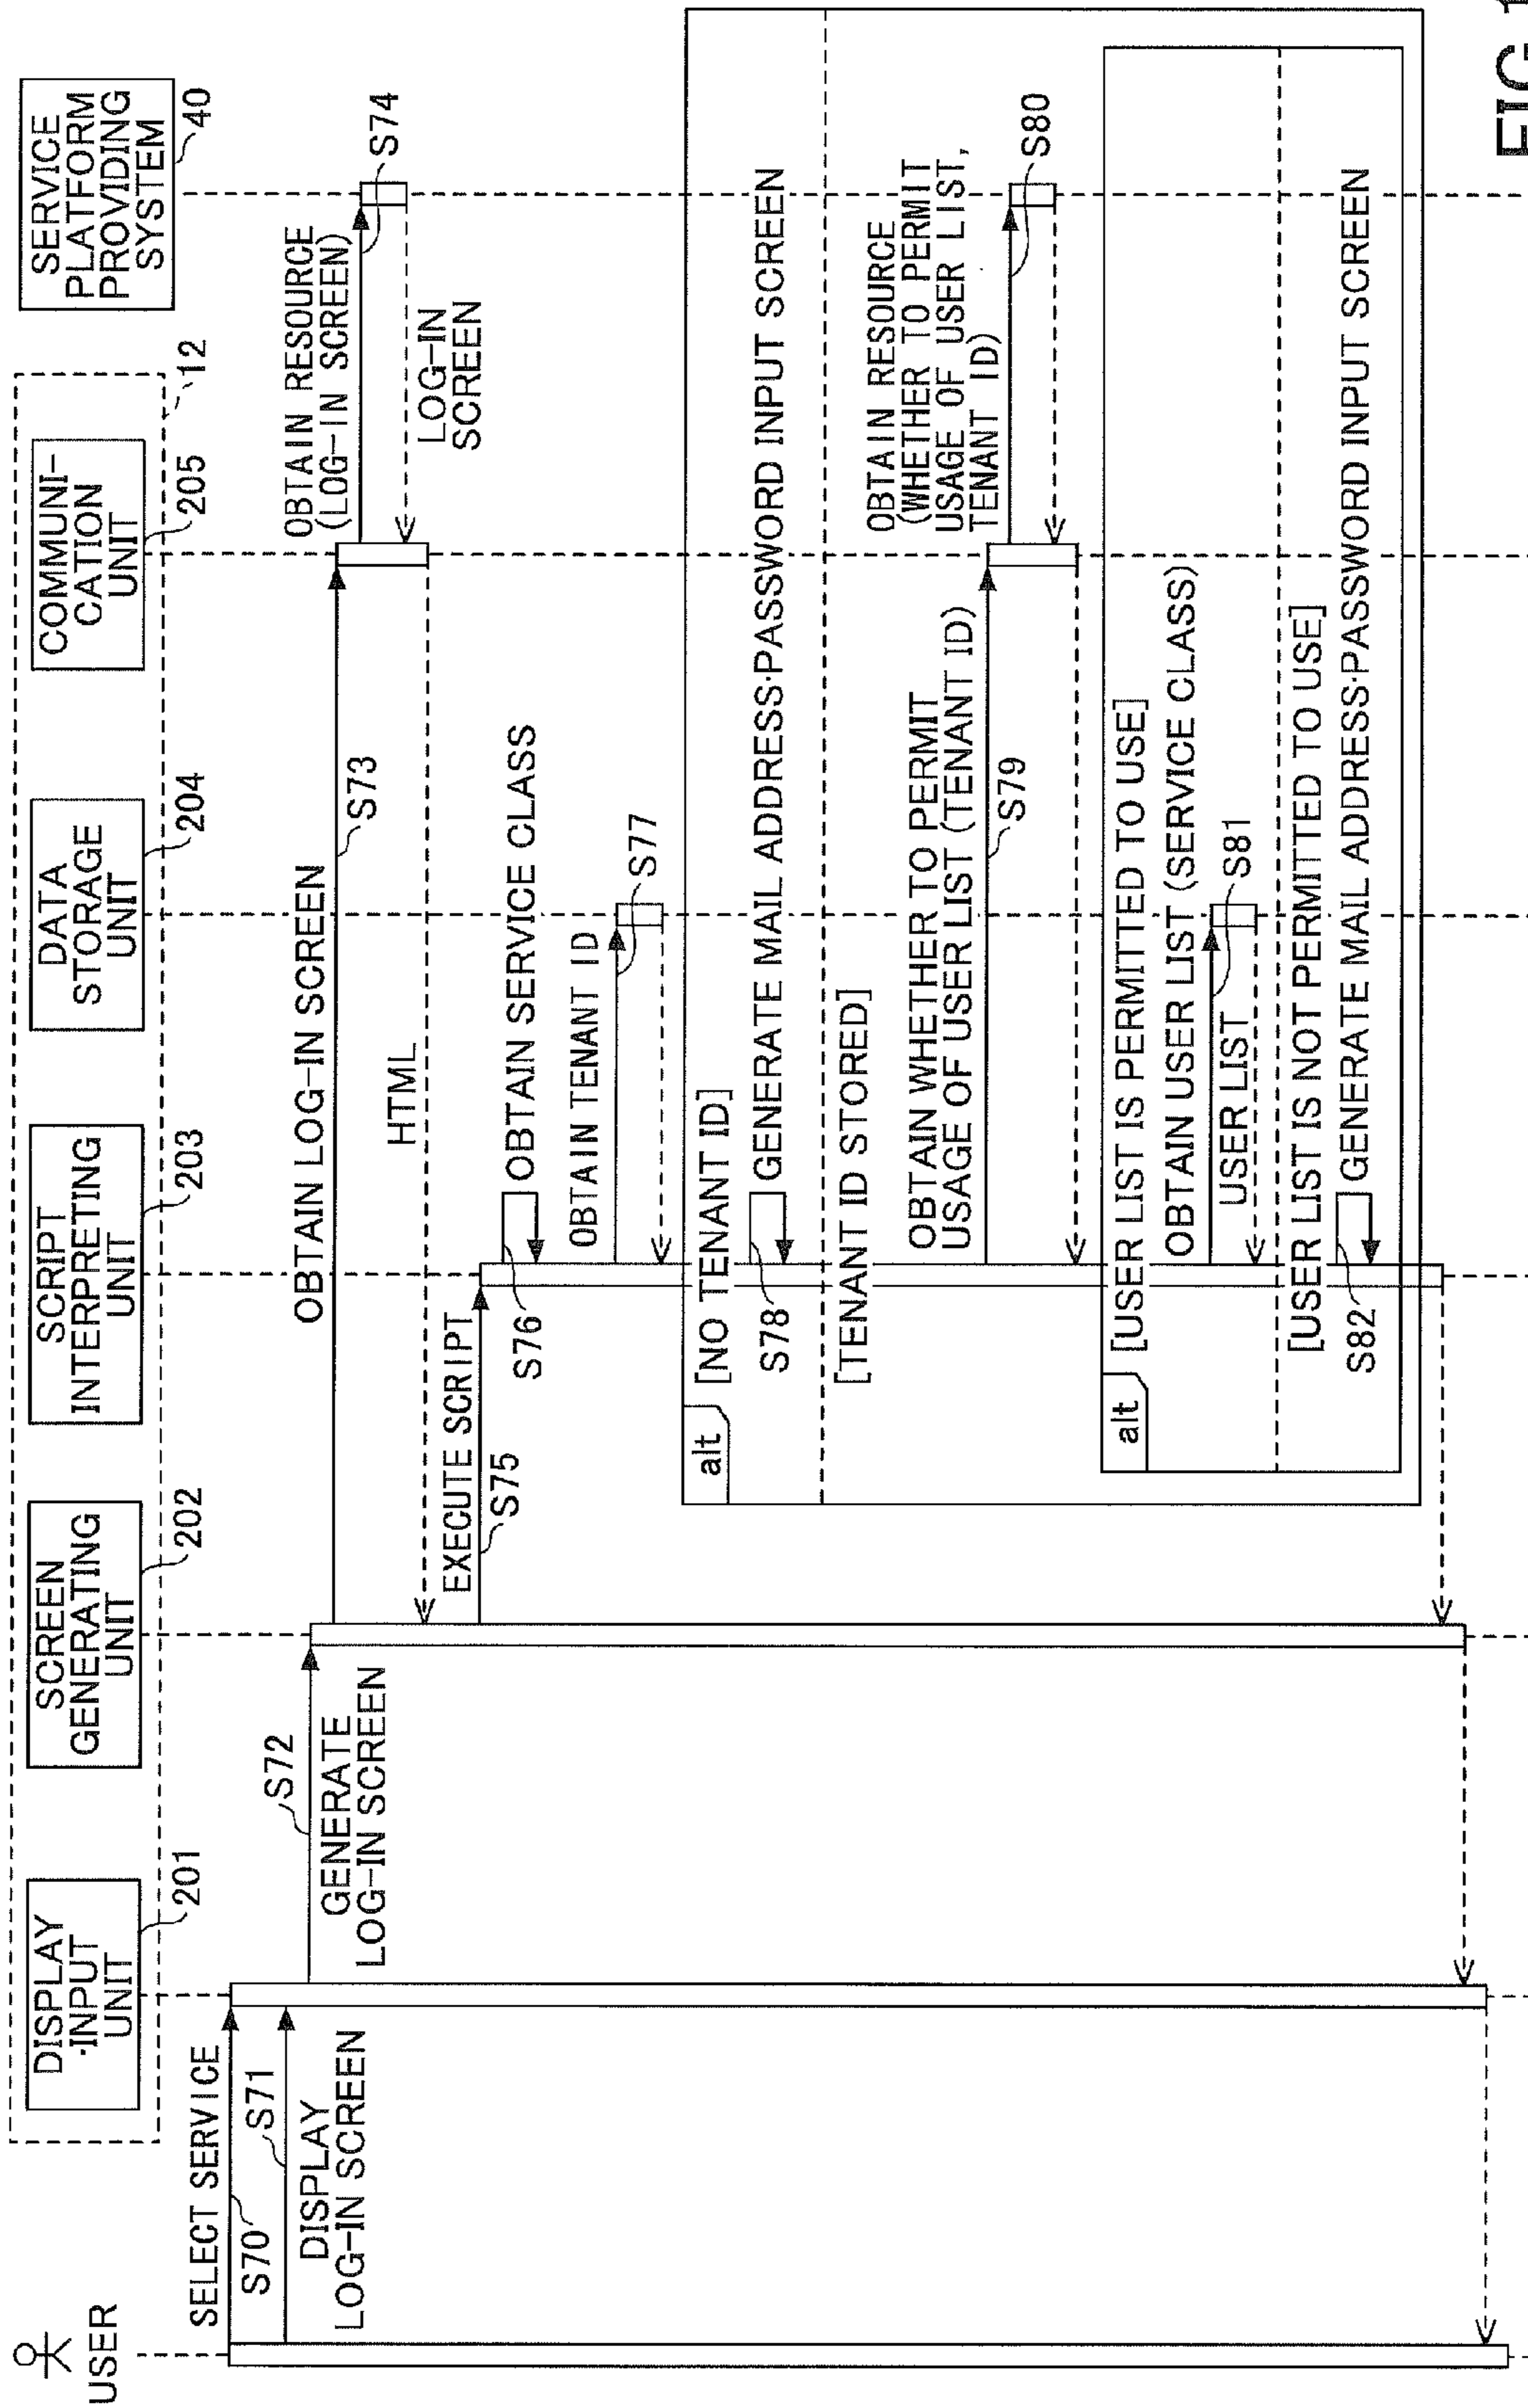 USER
DISPLAY
·INPUT
UNIT
201
SCREEN
GENERATING
UNIT
202
SCRIPT
INTERPRETING
UNIT
203
DATA
STORAGE
UNIT
204
COMMUNI-
CATION
UNIT
205
12
SERVICE
PLATFORM
PROVIDING
SYSTEM
40
SELECT SERVICE
S70
S71
DISPLAY
LOG-IN SCREEN
S72
GENERATE
LOG-IN SCREEN
OBTAIN LOG-IN SCREEN
S73
OBTAIN RESOURCE
(LOG-IN SCREEN)
S74
LOG-IN
SCREEN
HTML
EXECUTE SCRIPT
S75
S76
OBTAIN SERVICE CLASS
OBTAIN TENANT ID
S77
alt
[NO TENANT ID]
S78
GENERATE MAIL ADDRESS·PASSWORD INPUT SCREEN
[TENANT ID STORED]
OBTAIN WHETHER TO PERMIT
USAGE OF USER LIST (TENANT ID)
S79
OBTAIN RESOURCE
(WHETHER TO PERMIT
USAGE OF USER LIST,
TENANT ID)
S80
alt
[USER LIST IS PERMITTED TO USE]
OBTAIN USER LIST (SERVICE CLASS)
S81
USER LIST
[USER LIST IS NOT PERMITTED TO USE]
S82
GENERATE MAIL ADDRESS·PASSWORD INPUT SCREEN